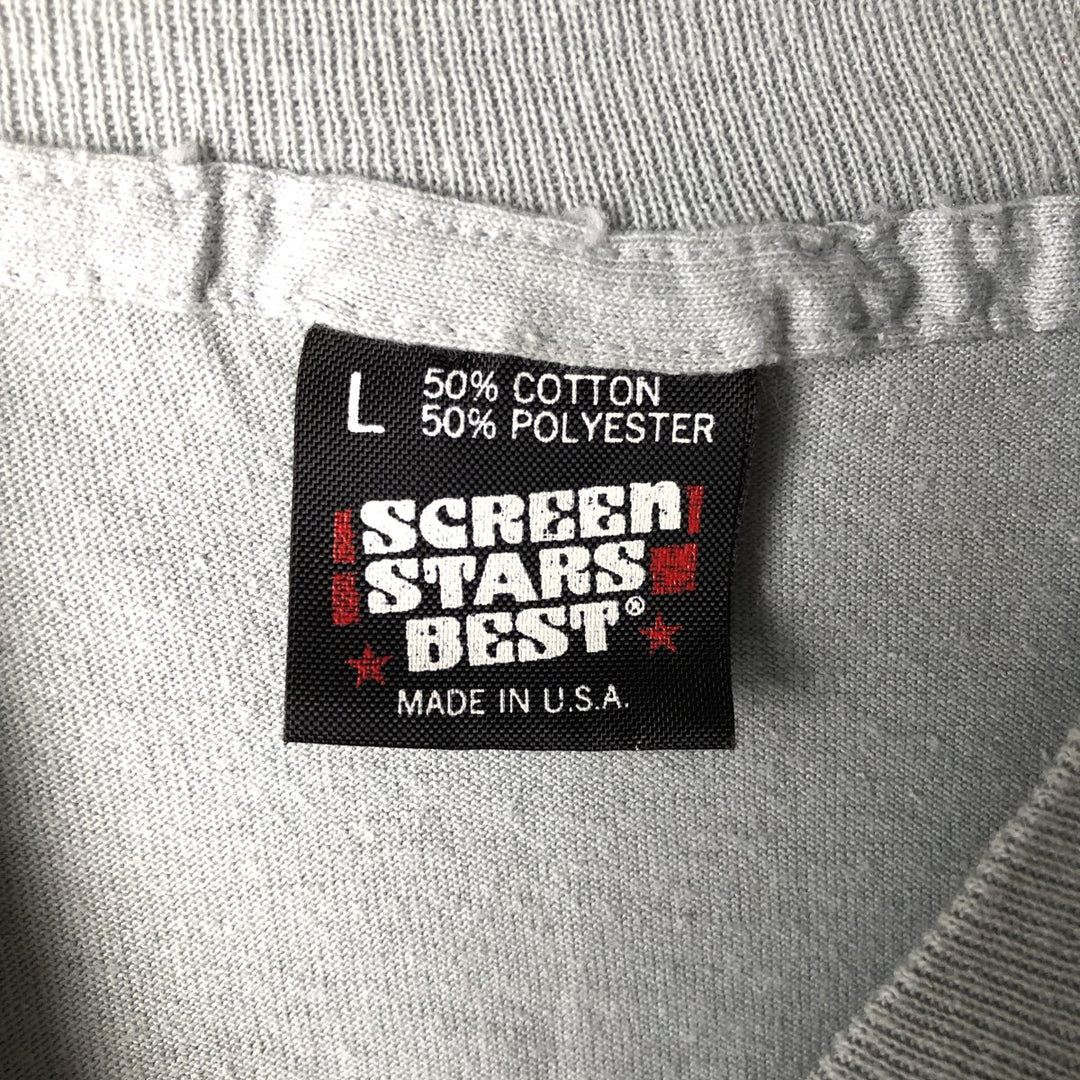 L 50% COTTON
50% POLYESTER
SCREEN
STARS
BEST®
MADE IN U.S.A.